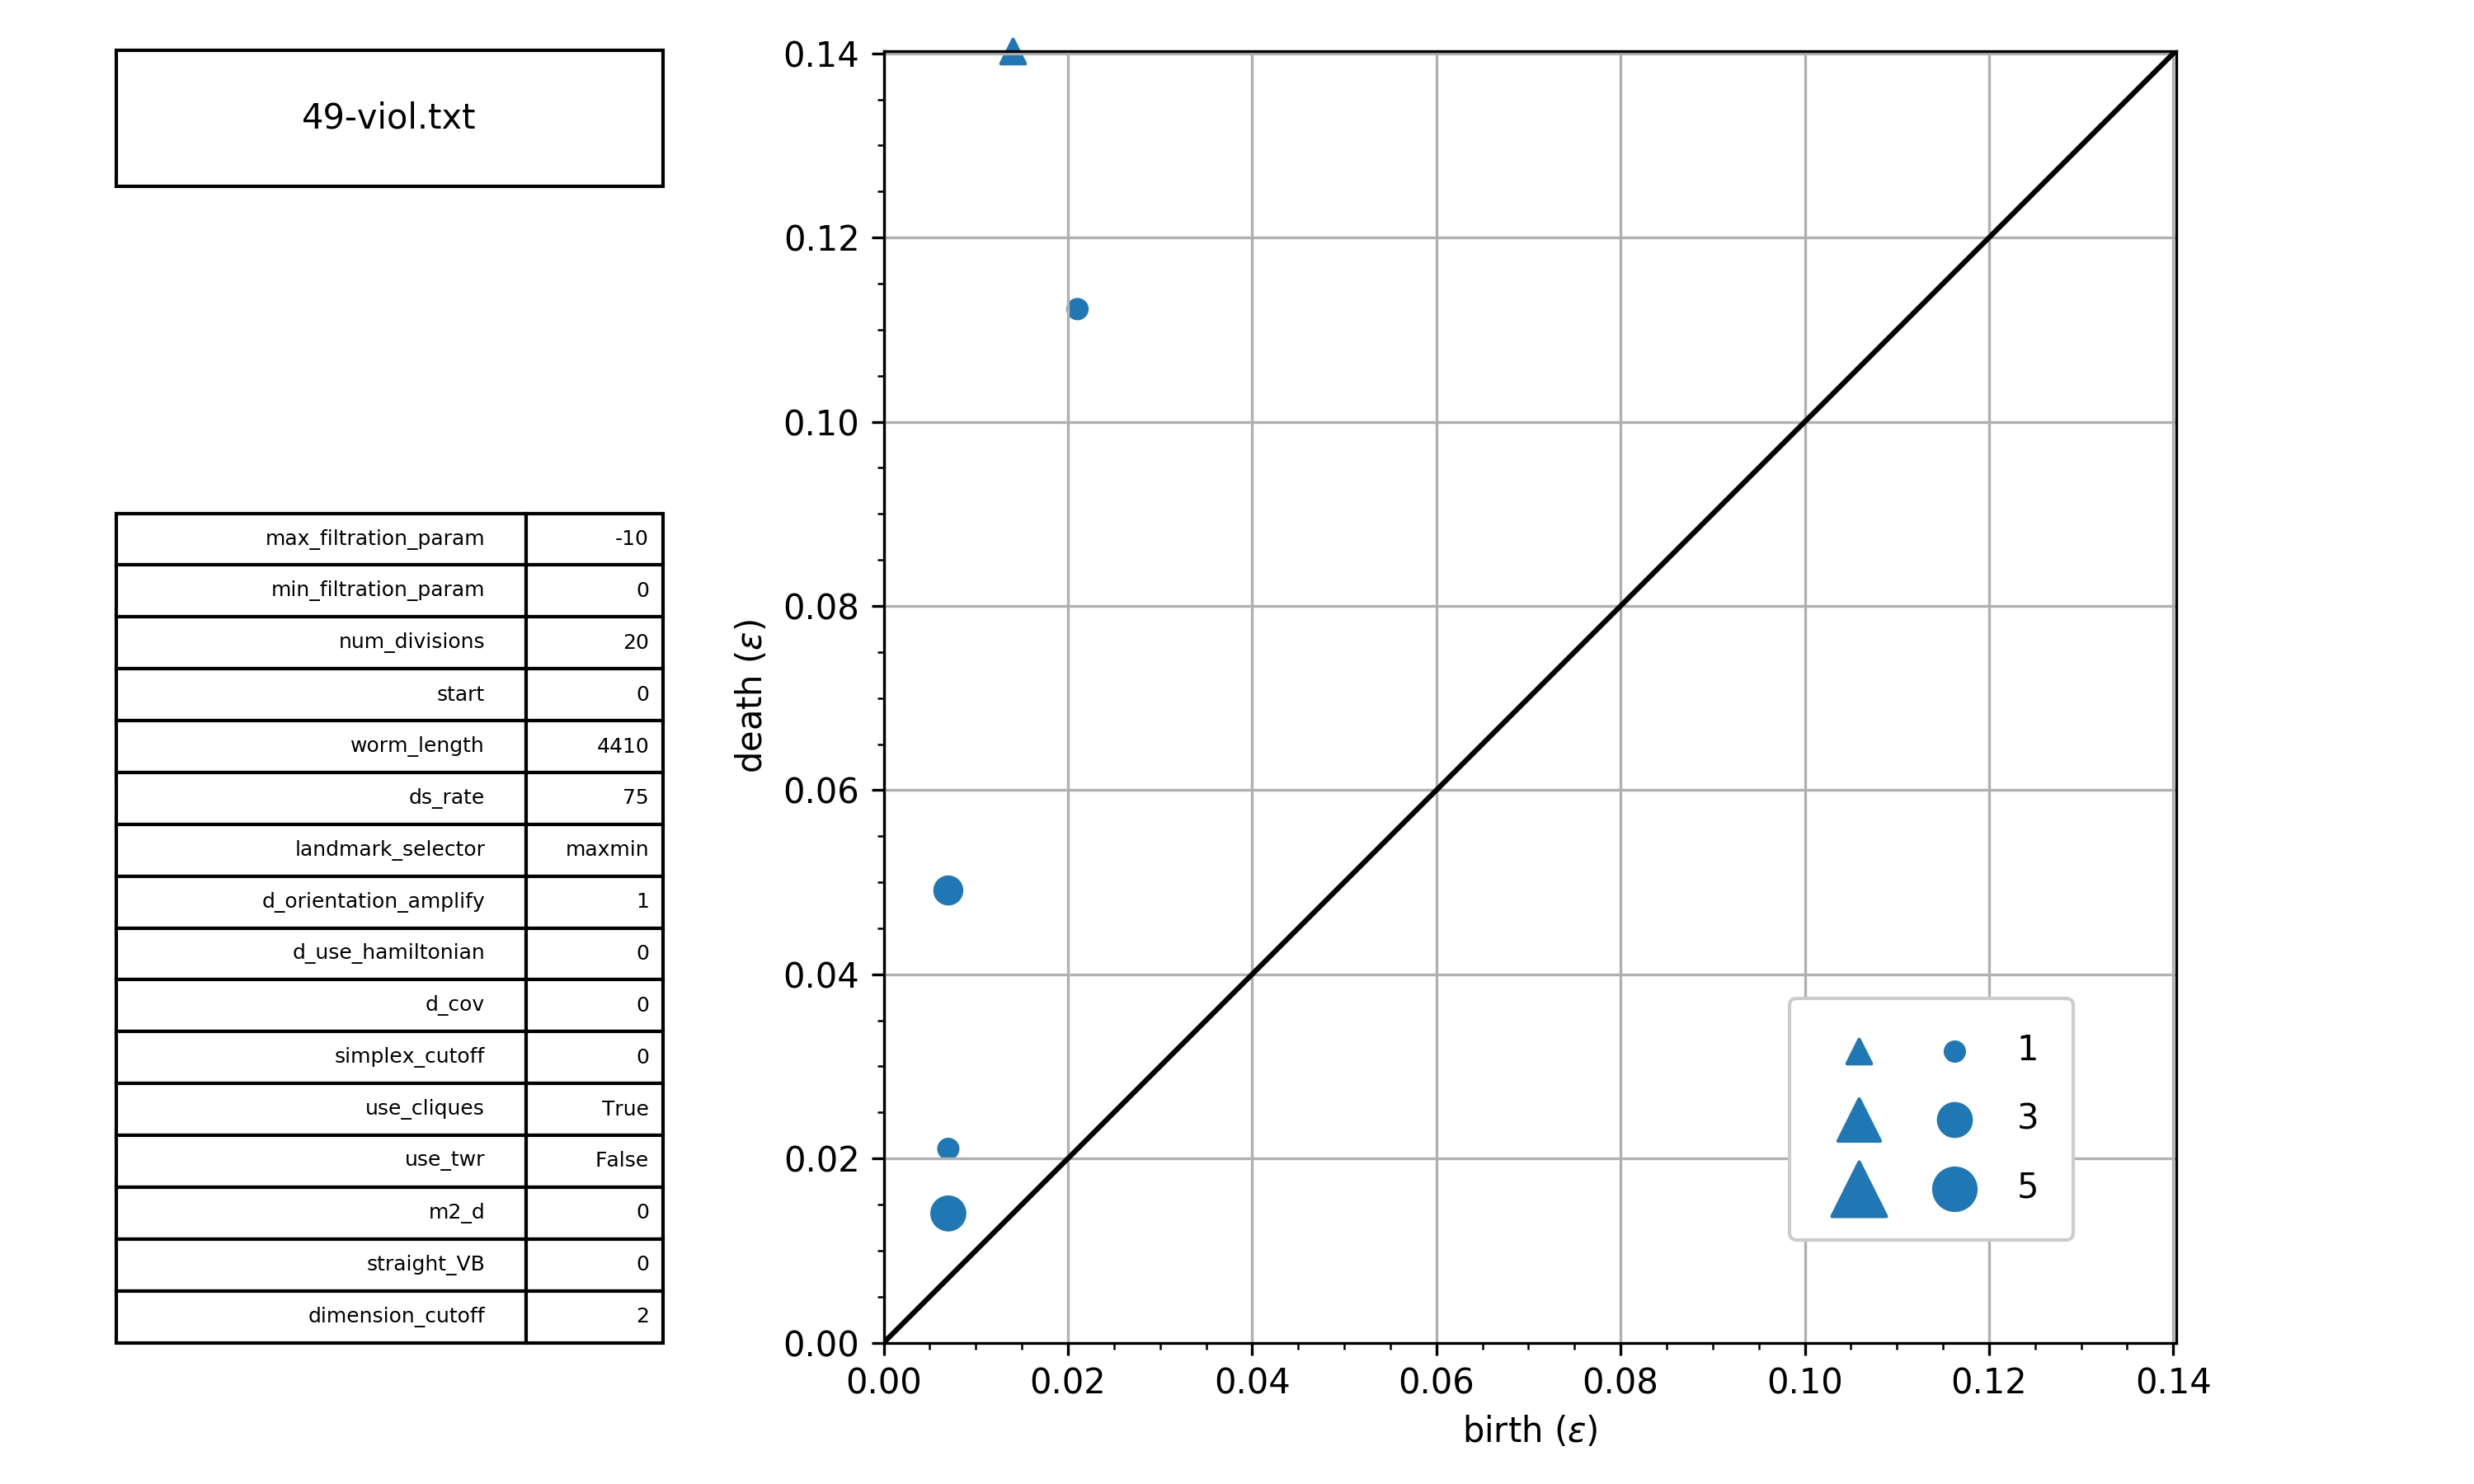 49-viol.txt
max_filtration_param -10
min_filtration_param 0
num_divisions 20
start 0
worm_length 4410
ds_rate 75
landmark_selector maxmin
d_orientation_amplify 1
d_use_hamiltonian 0
d_cov 0
simplex_cutoff 0
use_cliques True
use_twr False
m2_d 0
straight_VB 0
dimension_cutoff 2
death (ε)
0.14
0.12
0.10
0.08
0.06
0.04
0.02
0.00
1
3
5
0.00 0.02 0.04 0.06 0.08 0.10 0.12 0.14
birth (ε)